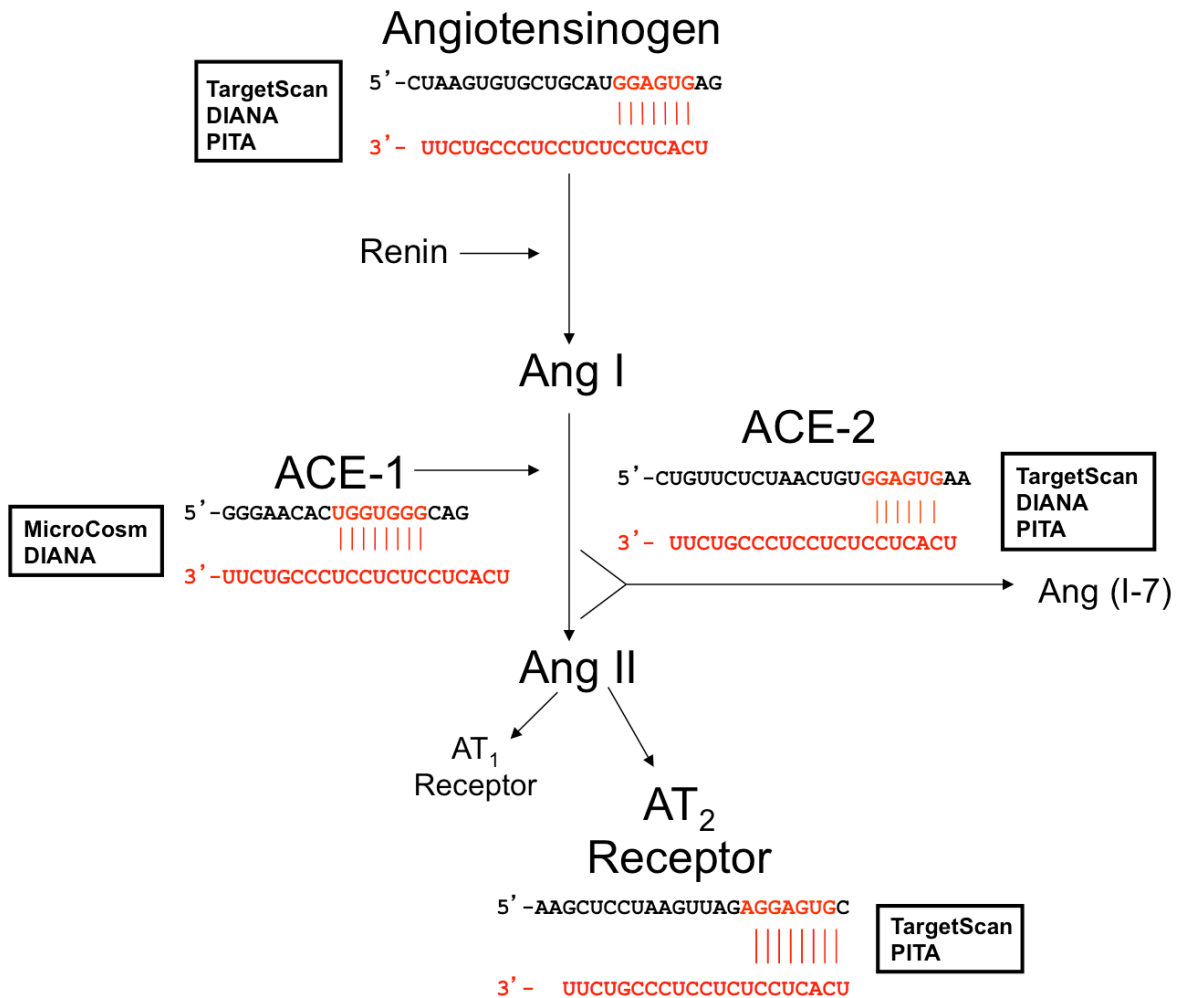 Angiotensinogen
TargetScan
DIANA
PITA
5'-CUAAGUGUGCUGCAUGGAGUGAG
3'- UUCUGCCCUCCUCUCCUCACU
Renin
Ang I
ACE-2
ACE-1
5'-CUGUUCUCUAACUGUGGAGUGAA
TargetScan
DIANA
PITA
MicroCosm
DIANA
5'-GGGAACACUGGUGGGCAG
3'- UUCUGCCCUCCUCUCCUCACU
3'-UUCUGCCCUCCUCUCCUCACU
Ang (I-7)
Ang II
AT₁
Receptor
AT₂
Receptor
5'-AAGCUCCUAAGUUAGAGGAGUGC
TargetScan
PITA
3'- UUCUGCCCUCCUCUCCUCACU